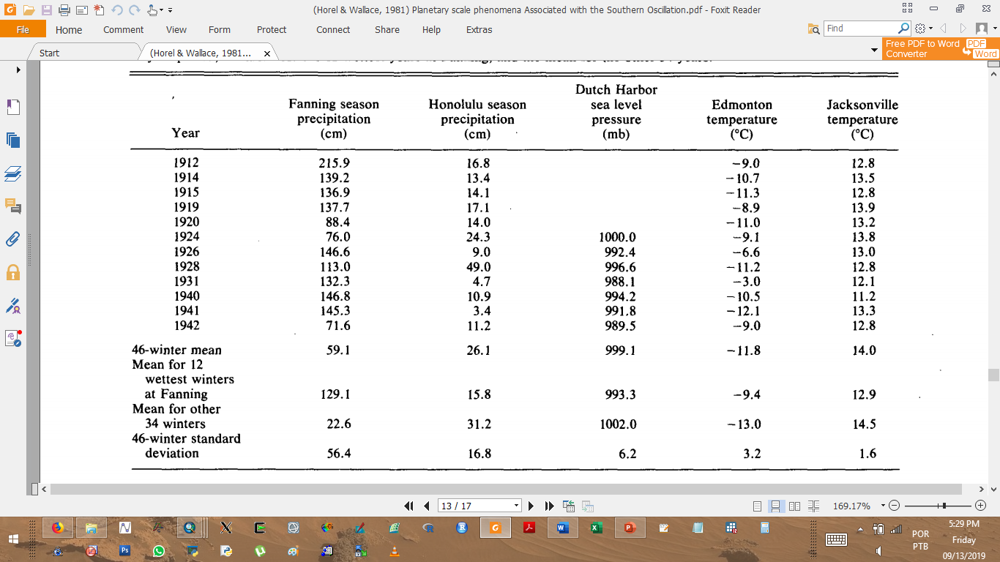 (Horel & Wallace, 1981) Planetary scale phenomena Associated with the Southern Oscillation.pdf - Foxit Reader
File Home Comment View Form Protect Connect Share Help Extras
Find
Start (Horel & Wallace, 1981... x
Free PDF to Word PDF
Converter Word
Dutch Harbor
Fanning season Honolulu season sea level Edmonton Jacksonville
precipitation precipitation pressure temperature temperature
Year (cm) (cm) (mb) (°C) (°C)
1912 215.9 16.8 −9.0 12.8
1914 139.2 13.4 −10.7 13.5
1915 136.9 14.1 −11.3 12.8
1919 137.7 17.1 −8.9 13.9
1920 88.4 14.0 −11.0 13.2
1924 76.0 24.3 1000.0 −9.1 13.8
1926 146.6 9.0 992.4 −6.6 13.0
1928 113.0 49.0 996.6 −11.2 12.8
1931 132.3 4.7 988.1 −3.0 12.1
1940 146.8 10.9 994.2 −10.5 11.2
1941 145.3 3.4 991.8 −12.1 13.3
1942 71.6 11.2 989.5 −9.0 12.8
46-winter mean 59.1 26.1 999.1 −11.8 14.0
Mean for 12
wettest winters
at Fanning 129.1 15.8 993.3 −9.4 12.9
Mean for other
34 winters 22.6 31.2 1002.0 −13.0 14.5
46-winter standard
deviation 56.4 16.8 6.2 3.2 1.6
13 / 17 169.17%
5:29 PM
POR Friday
PTB 09/13/2019